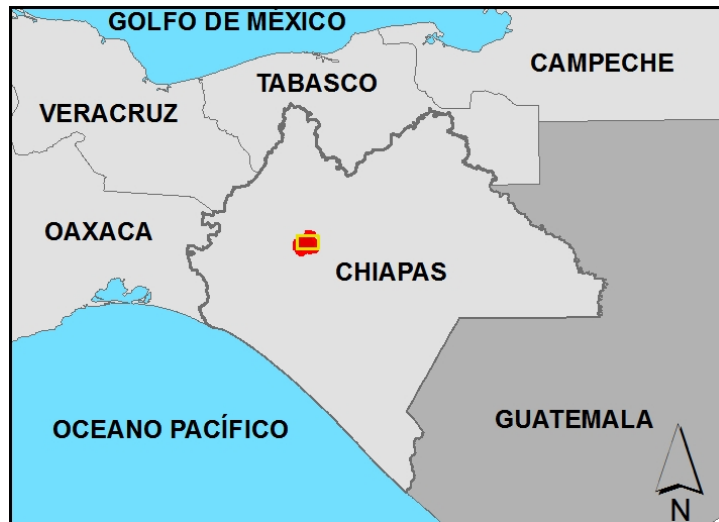 GOLFO DE MÉXICO
CAMPECHE
TABASCO
VERACRUZ
OAXACA
CHIAPAS
GUATEMALA
OCEANO PACÍFICO
N